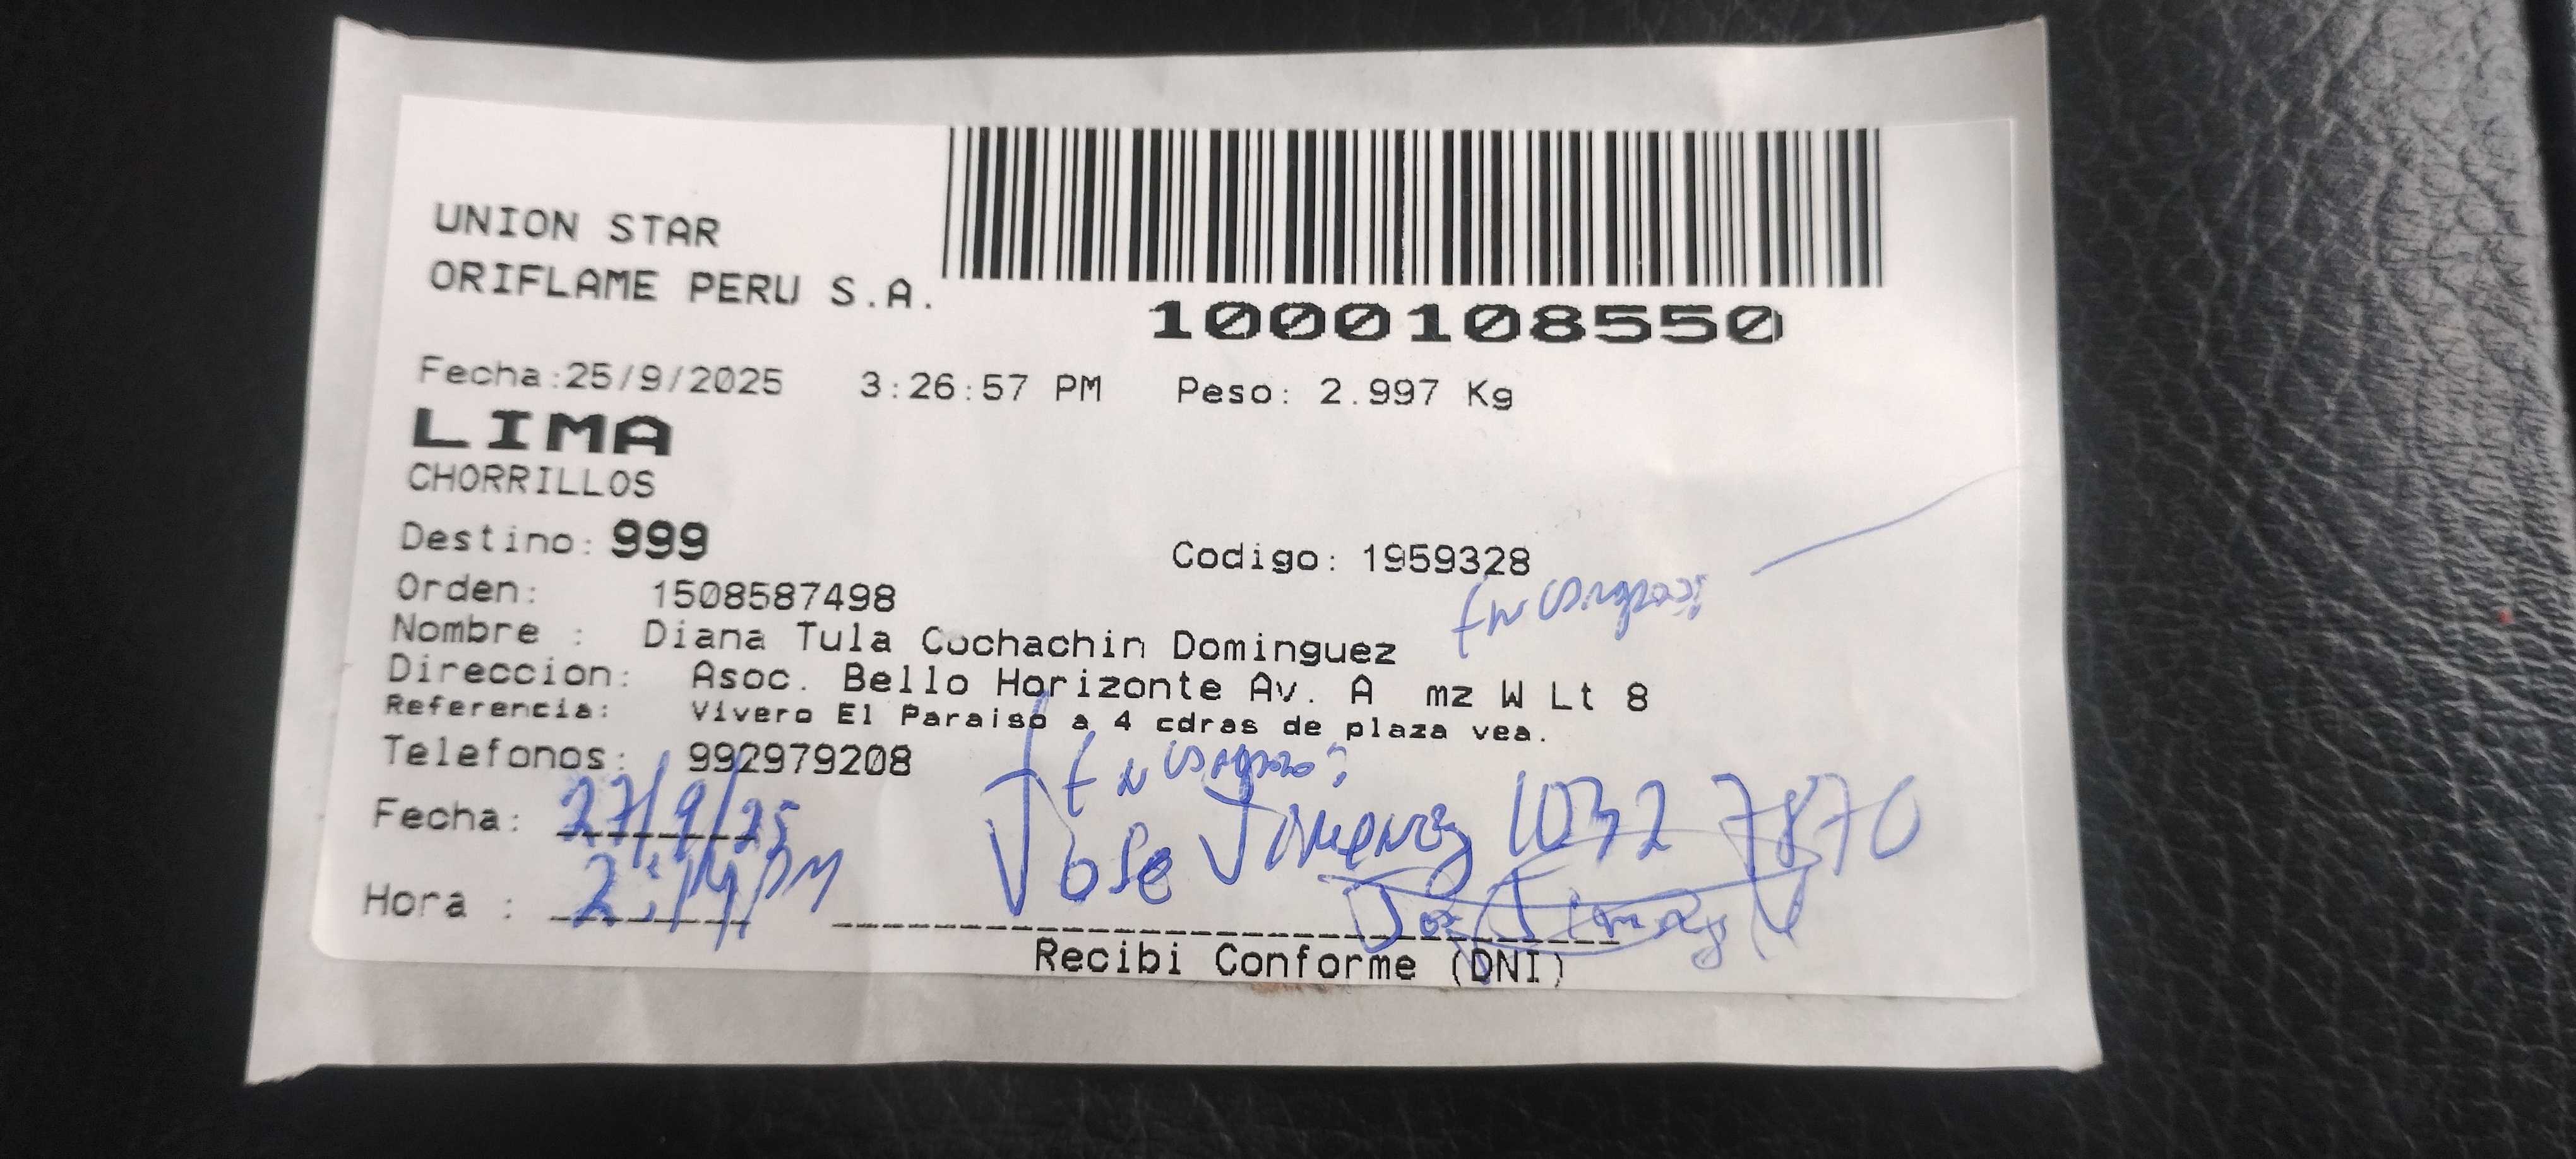 UNION STAR
ORIFLAME PERU S.A.
1000108550
Fecha:25/9/2025 3:26:57 PM Peso: 2.997 Kg
LIMA
CHORRILLOS
Destino: 999 Codigo: 1959328
Orden: 1508587498
Nombre : Diana Tula Cochachin Dominguez
Direccion: Asoc. Bello Horizonte Av. A mz W Lt 8
Referencia: Vivero El Paraiso a 4 cdras de plaza vea.
Telefonos: 992979208
Fecha: 27/9/25
Jose Jimenez 10327870
Hora : 2:14 PM
Recibi Conforme (DNI)